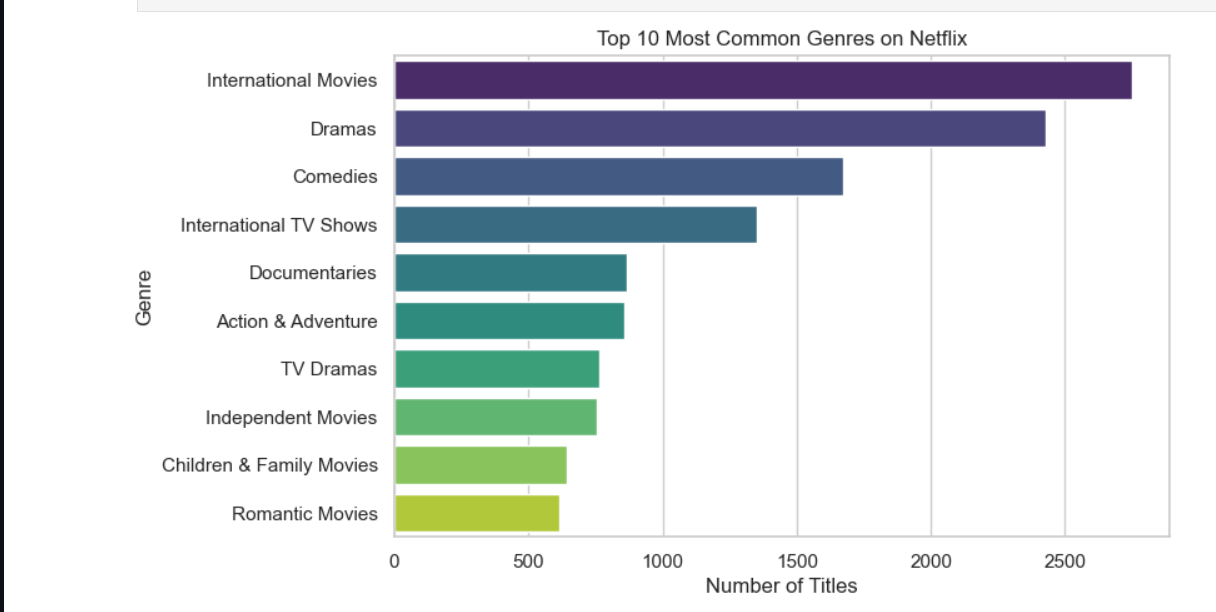 Top 10 Most Common Genres on Netflix
International Movies
Dramas
Comedies
International TV Shows
Documentaries
Action & Adventure
TV Dramas
Independent Movies
Children & Family Movies
Romantic Movies
Genre
0 500 1000 1500 2000 2500
Number of Titles